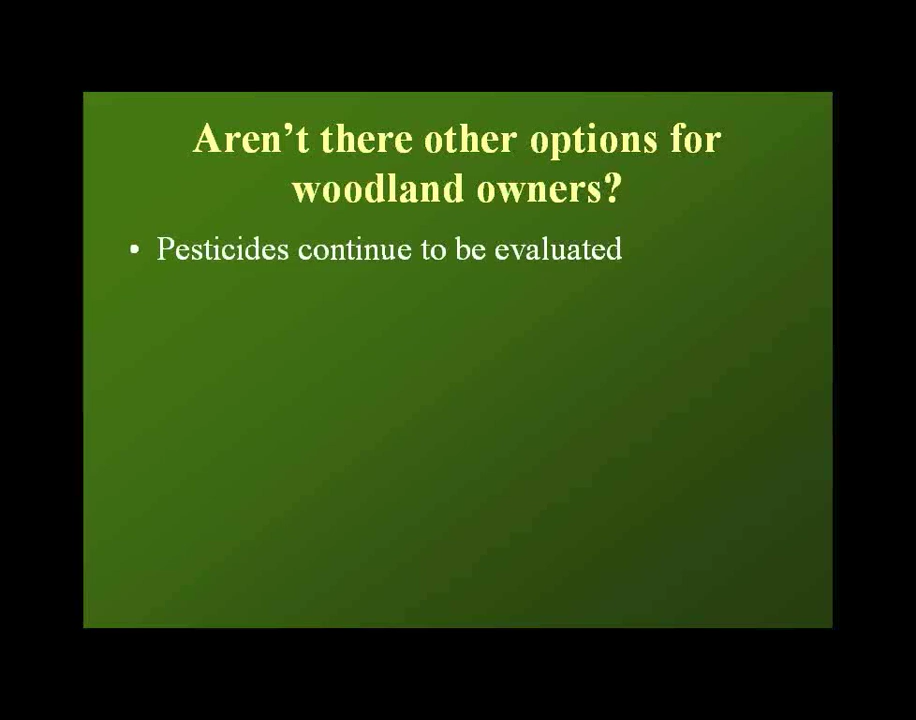 Aren’t there other options for
woodland owners?
• Pesticides continue to be evaluated